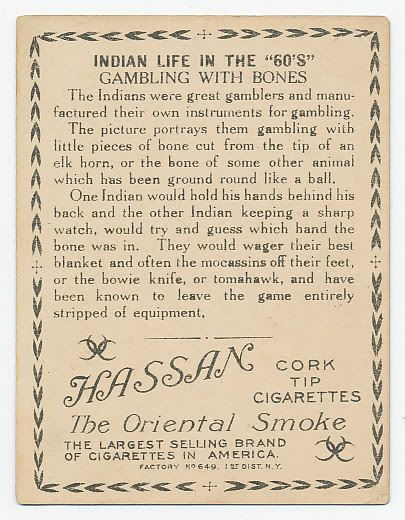 INDIAN LIFE IN THE "60'S"
GAMBLING WITH BONES
The Indians were great gamblers and manu-
factured their own instruments for gambling.
The picture portrays them gambling with
little pieces of bone cut from the tip of an
elk horn, or the bone of some other animal
which has been ground round like a ball.
One Indian would hold his hands behind his
back and the other Indian keeping a sharp
watch, would try and guess which hand the
bone was in. They would wager their best
blanket and often the mocassins off their feet,
or the bowie knife, or tomahawk, and have
been known to leave the game entirely
stripped of equipment.
HASSAN
CORK
TIP
CIGARETTES
The Oriental Smoke
THE LARGEST SELLING BRAND
OF CIGARETTES IN AMERICA.
FACTORY No 649. 1ST DIST. N.Y.